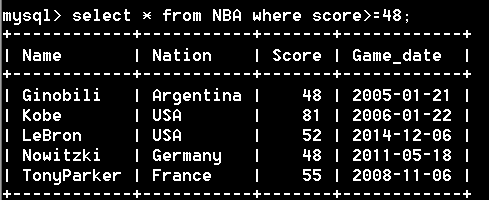 mysql> select * from NBA where score>=48;
+------------+-----------+-------+------------+
| Name       | Nation    | Score | Game_date  |
+------------+-----------+-------+------------+
| Ginobili   | Argentina |    48 | 2005-01-21 |
| Kobe       | USA       |    81 | 2006-01-22 |
| LeBron     | USA       |    52 | 2014-12-06 |
| Nowitzki   | Germany   |    48 | 2011-05-18 |
| TonyParker | France    |    55 | 2008-11-06 |
+------------+-----------+-------+------------+